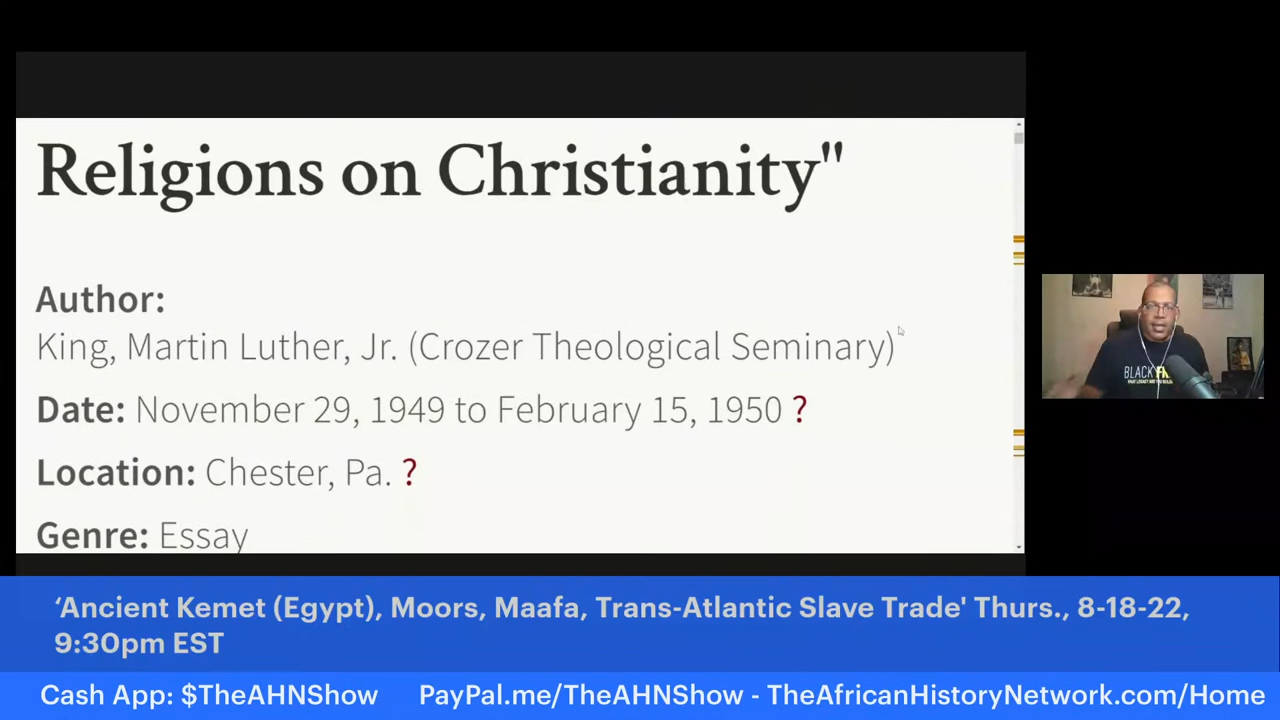 Religions on Christianity"
Author:
King, Martin Luther, Jr. (Crozer Theological Seminary)
Date: November 29, 1949 to February 15, 1950 ?
Location: Chester, Pa. ?
Genre: Essay
BLACK
‘Ancient Kemet (Egypt), Moors, Maafa, Trans-Atlantic Slave Trade' Thurs., 8-18-22,
9:30pm EST
Cash App: $TheAHNShow PayPal.me/TheAHNShow - TheAfricanHistoryNetwork.com/Home